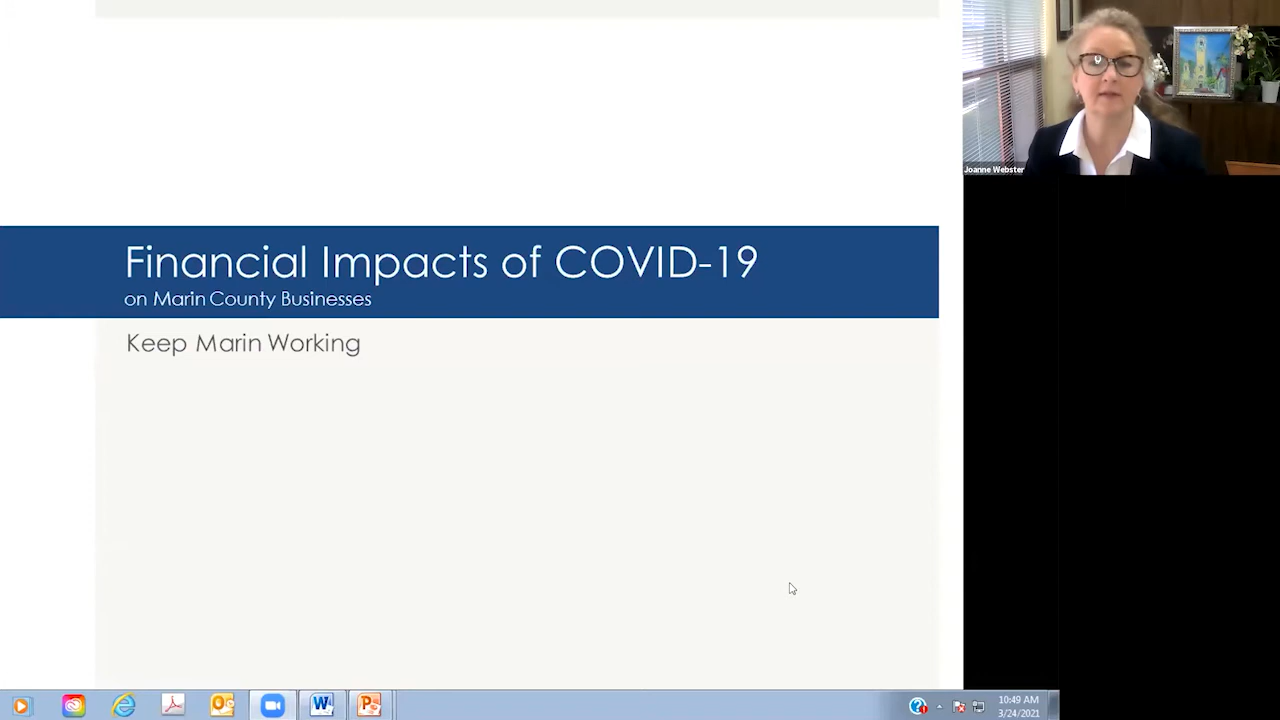 Joanne Webster
Financial Impacts of COVID-19
on Marin County Businesses
Keep Marin Working
10:49 AM
3/24/2021